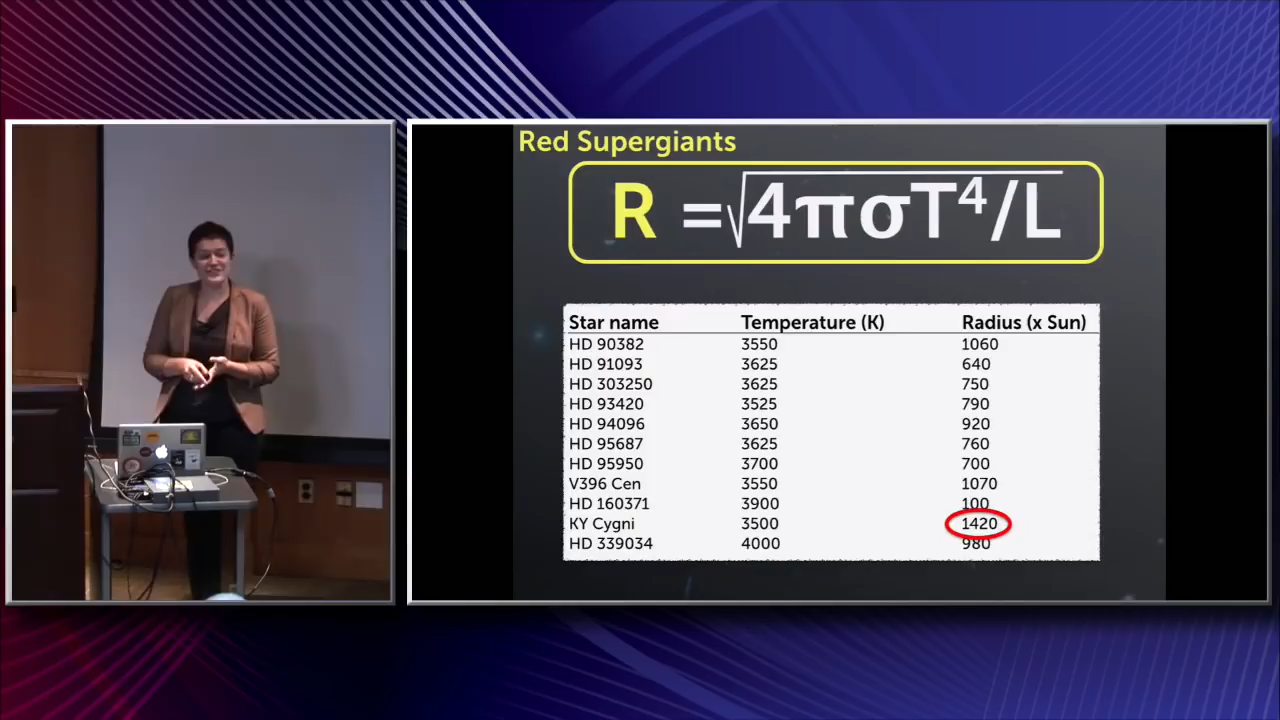 Red Supergiants
R =√4πσT⁴/L
Star name Temperature (K) Radius (x Sun)
HD 90382 3550 1060
HD 91093 3625 640
HD 303250 3625 750
HD 93420 3525 790
HD 94096 3650 920
HD 95687 3625 760
HD 95950 3700 700
V396 Cen 3550 1070
HD 160371 3900 100
KY Cygni 3500 1420
HD 339034 4000 980